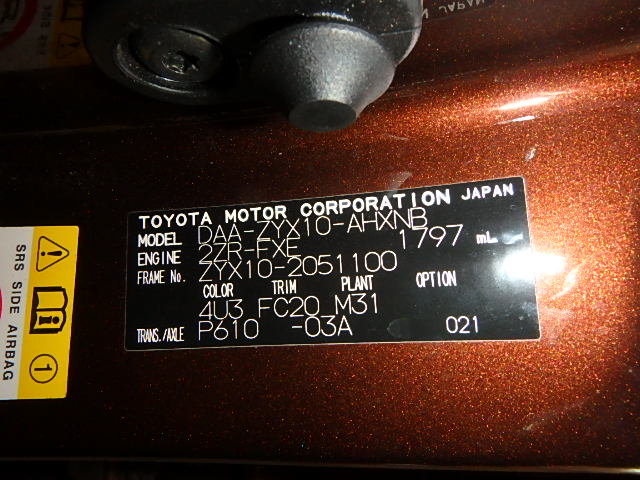 TOYOTA MOTOR CORPORATION JAPAN
MODEL DAA-ZYX10-AHXNB
ENGINE 2ZR-FXE 1797 mL
FRAME No. ZYX10-2051100
COLOR TRIM PLANT OPTION
4U3 FC20 M31
TRANS./AXLE P610 -03A 021
SRS SIDE AIRBAG
1